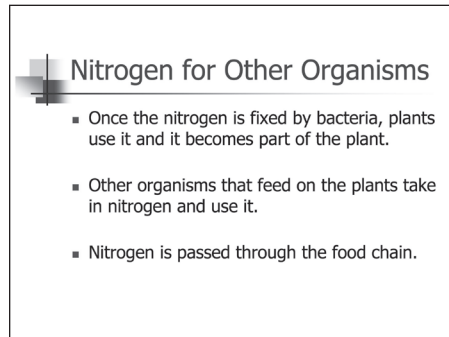 Nitrogen for Other Organisms
Once the nitrogen is fixed by bacteria, plants
use it and it becomes part of the plant.
Other organisms that feed on the plants take
in nitrogen and use it.
Nitrogen is passed through the food chain.